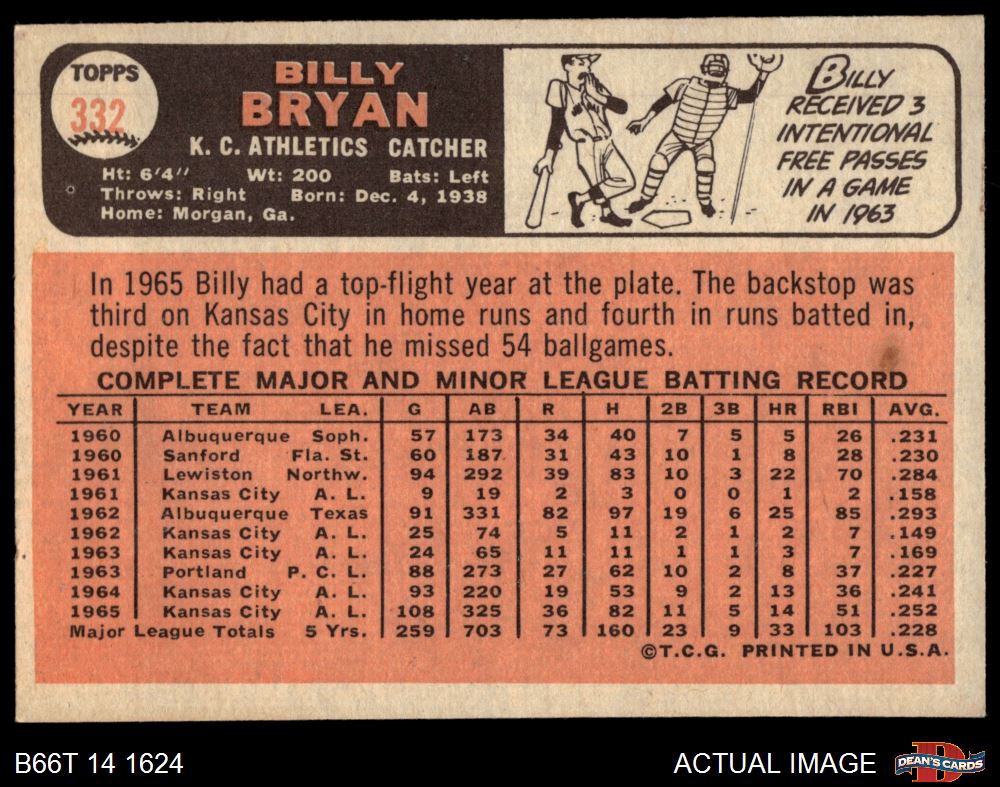 TOPPS
332
BILLY
BRYAN
K. C. ATHLETICS CATCHER
Ht: 6'4" Wt: 200 Bats: Left
Throws: Right Born: Dec. 4, 1938
Home: Morgan, Ga.
BILLY
RECEIVED 3
INTENTIONAL
FREE PASSES
IN A GAME
IN 1963
In 1965 Billy had a top-flight year at the plate. The backstop was
third on Kansas City in home runs and fourth in runs batted in,
despite the fact that he missed 54 ballgames.
COMPLETE MAJOR AND MINOR LEAGUE BATTING RECORD
YEAR TEAM LEA. G AB R H 2B 3B HR RBI AVG.
1960 Albuquerque Soph. 57 173 34 40 7 5 5 26 .231
1960 Sanford Fla. St. 60 187 31 43 10 1 8 28 .230
1961 Lewiston Northw. 94 292 39 83 10 3 22 70 .284
1961 Kansas City A. L. 9 19 2 3 0 0 1 2 .158
1962 Albuquerque Texas 91 331 82 97 19 6 25 85 .293
1962 Kansas City A. L. 25 74 5 11 2 1 2 7 .149
1963 Kansas City A. L. 24 65 11 11 1 1 3 7 .169
1963 Portland P. C. L. 88 273 27 62 10 2 8 37 .227
1964 Kansas City A. L. 93 220 19 53 9 2 13 36 .241
1965 Kansas City A. L. 108 325 36 82 11 5 14 51 .252
Major League Totals 5 Yrs. 259 703 73 160 23 9 33 103 .228
©T.C.G. PRINTED IN U.S.A.
B66T 14 1624
ACTUAL IMAGE
DEAN'S CARDS